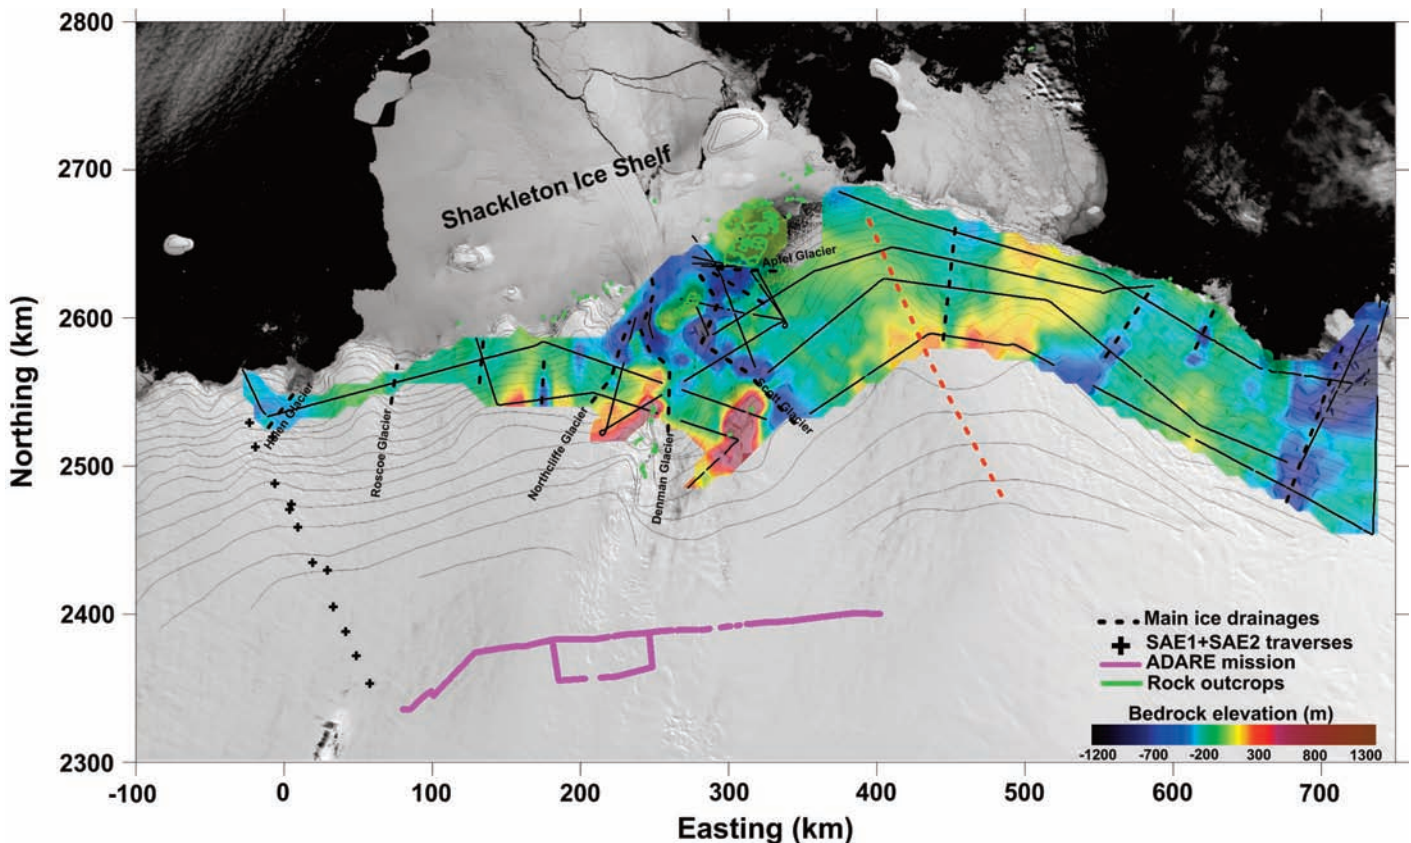 2800
2700
2600
2500
2400
2300
Northing (km)
Shackleton Ice Shelf
Apfel Glacier
Helen Glacier
Roscoe Glacier
Northcliffe Glacier
Denman Glacier
Scott Glacier
Main ice drainages
SAE1+SAE2 traverses
ADARE mission
Rock outcrops
Bedrock elevation (m)
-1200 -700 -200 300 800 1300
-100 0 100 200 300 400 500 600 700
Easting (km)